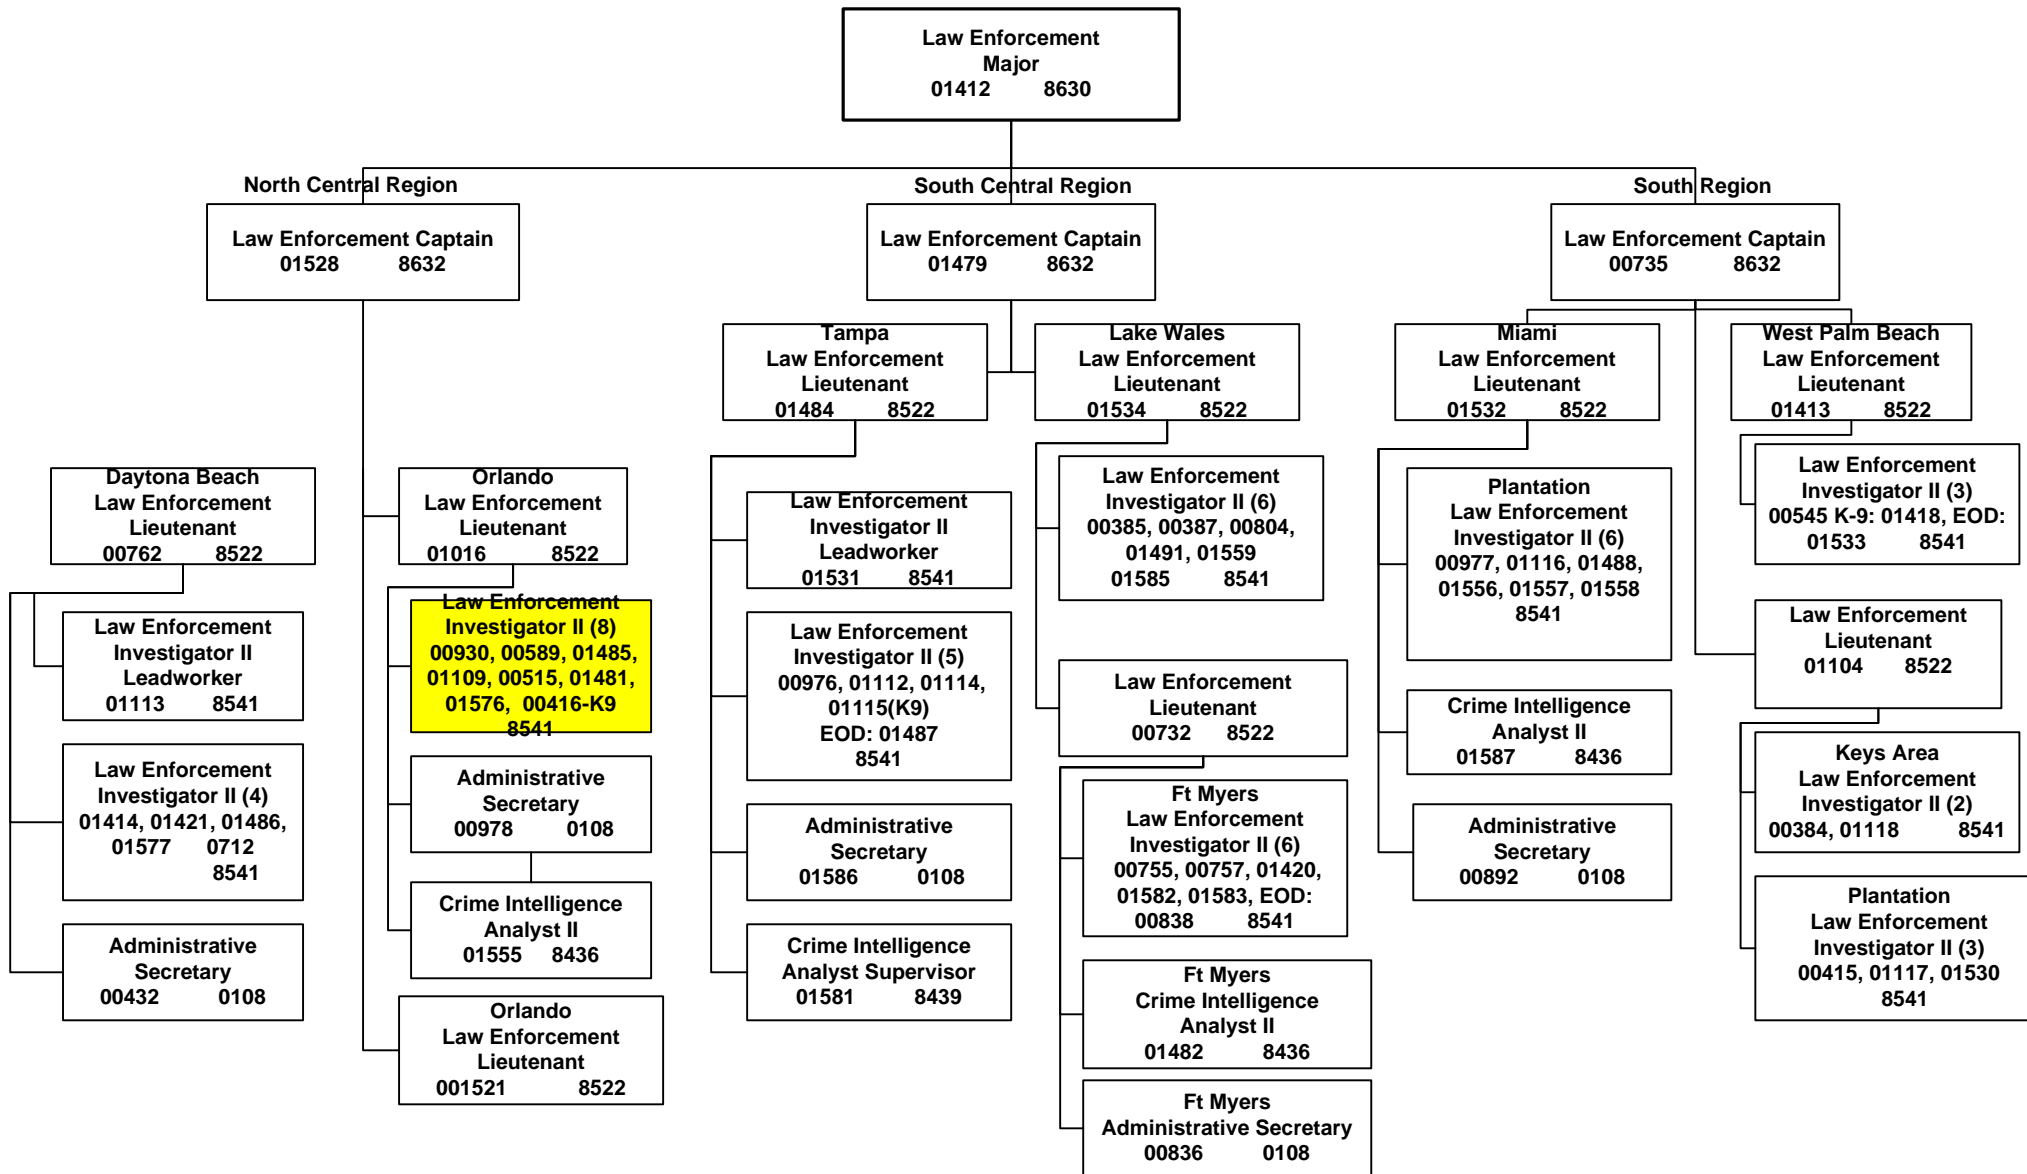 Law Enforcement
Major
01412 8630
North Central Region
South Central Region
South Region
Law Enforcement Captain
01528 8632
Law Enforcement Captain
01479 8632
Law Enforcement Captain
00735 8632
Daytona Beach
Law Enforcement
Lieutenant
00762 8522
Law Enforcement
Investigator II
Leadworker
01113 8541
Law Enforcement
Investigator II (4)
01414, 01421, 01486,
01577 0712
8541
Administrative
Secretary
00432 0108
Orlando
Law Enforcement
Lieutenant
01016 8522
Law Enforcement
Investigator II (8)
00930, 00589, 01485,
01109, 00515, 01481,
01576, 00416-K9
8541
Administrative
Secretary
00978 0108
Crime Intelligence
Analyst II
01555 8436
Orlando
Law Enforcement
Lieutenant
001521 8522
Tampa
Law Enforcement
Lieutenant
01484 8522
Law Enforcement
Investigator II
Leadworker
01531 8541
Law Enforcement
Investigator II (5)
00976, 01112, 01114,
01115(K9)
EOD: 01487
8541
Administrative
Secretary
01586 0108
Crime Intelligence
Analyst Supervisor
01581 8439
Lake Wales
Law Enforcement
Lieutenant
01534 8522
Law Enforcement
Investigator II (6)
00385, 00387, 00804,
01491, 01559
01585 8541
Law Enforcement
Lieutenant
00732 8522
Ft Myers
Law Enforcement
Investigator II (6)
00755, 00757, 01420,
01582, 01583, EOD:
00838 8541
Ft Myers
Crime Intelligence
Analyst II
01482 8436
Ft Myers
Administrative Secretary
00836 0108
Miami
Law Enforcement
Lieutenant
01532 8522
Plantation
Law Enforcement
Investigator II (6)
00977, 01116, 01488,
01556, 01557, 01558
8541
Crime Intelligence
Analyst II
01587 8436
Administrative
Secretary
00892 0108
West Palm Beach
Law Enforcement
Lieutenant
01413 8522
Law Enforcement
Investigator II (3)
00545 K-9: 01418, EOD:
01533 8541
Law Enforcement
Lieutenant
01104 8522
Keys Area
Law Enforcement
Investigator II (2)
00384, 01118 8541
Plantation
Law Enforcement
Investigator II (3)
00415, 01117, 01530
8541